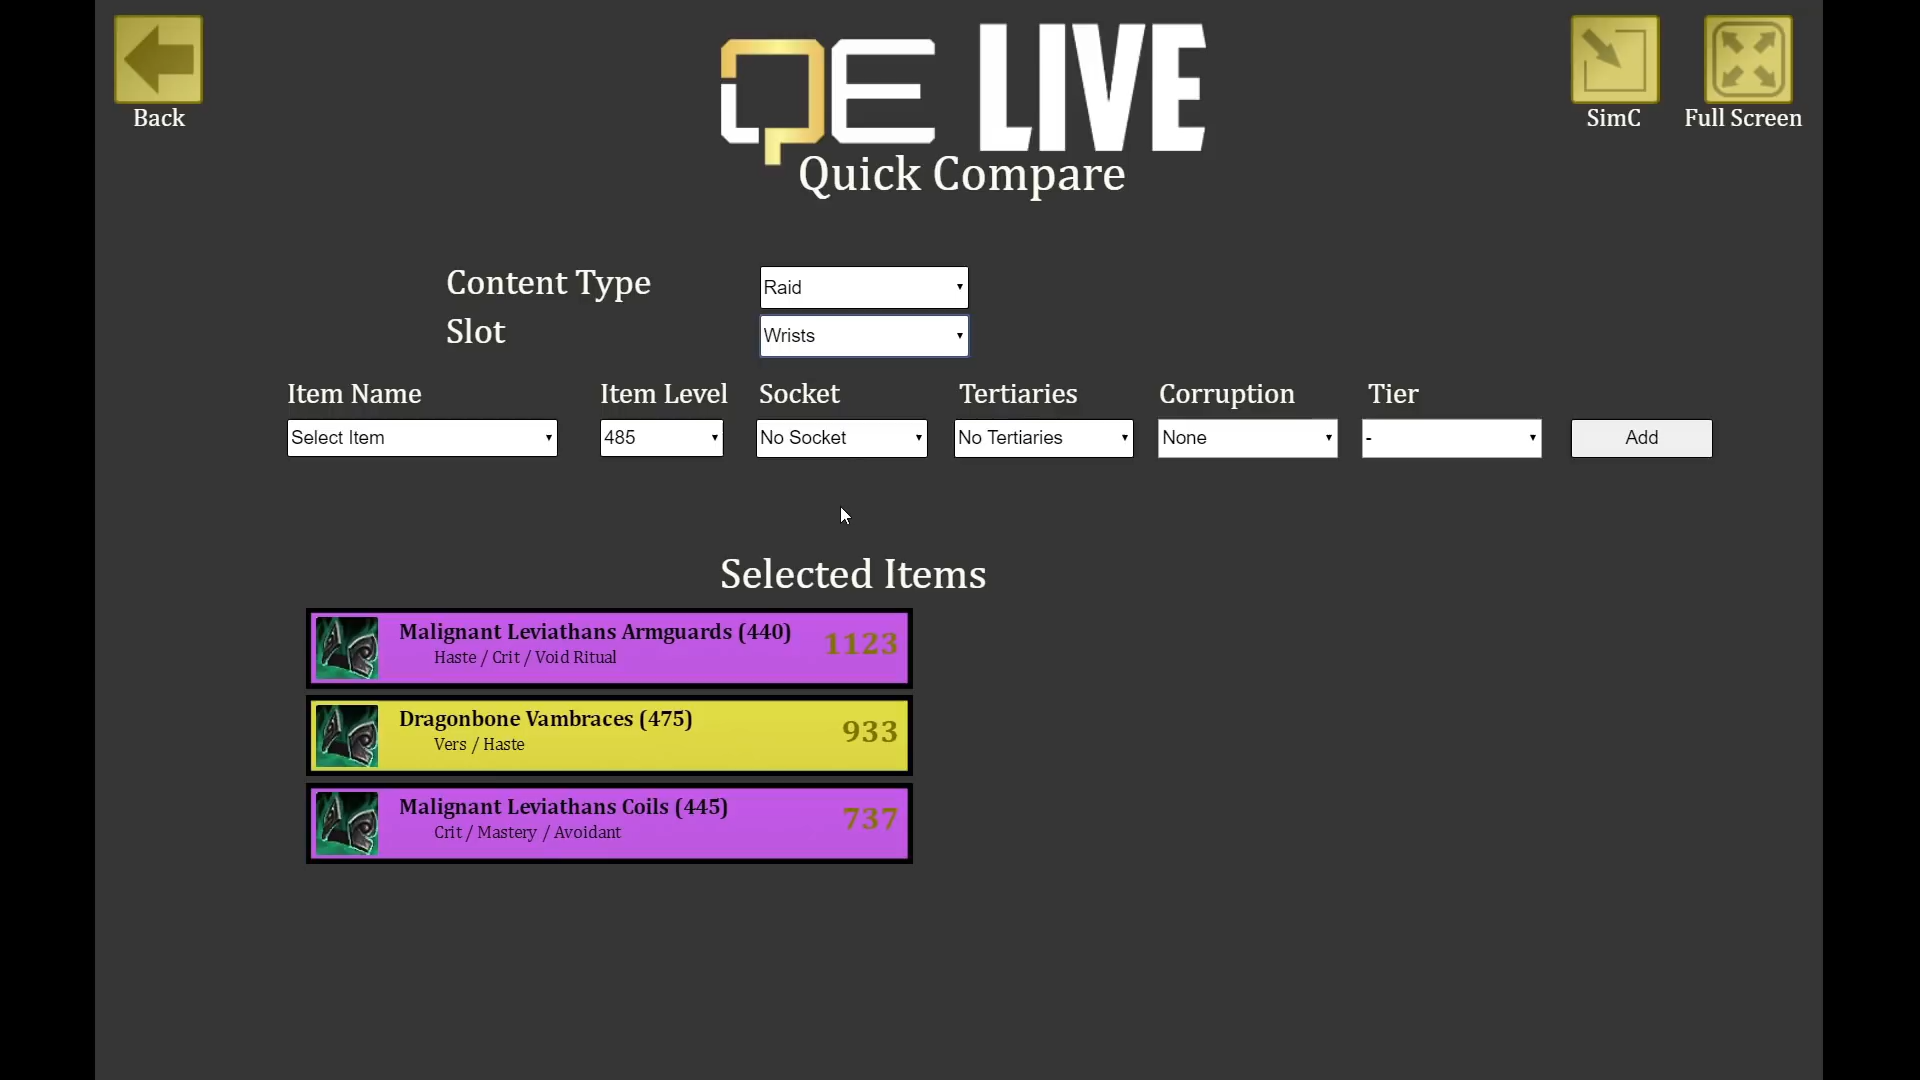 Back
QE LIVE
Quick Compare
SimC
Full Screen
Content Type
Raid
Slot
Wrists
Item Name
Item Level
Socket
Tertiaries
Corruption
Tier
Select Item
485
No Socket
No Tertiaries
None
-
Add
Selected Items
Malignant Leviathans Armguards (440)
Haste / Crit / Void Ritual
1123
Dragonbone Vambraces (475)
Vers / Haste
933
Malignant Leviathans Coils (445)
Crit / Mastery / Avoidant
737